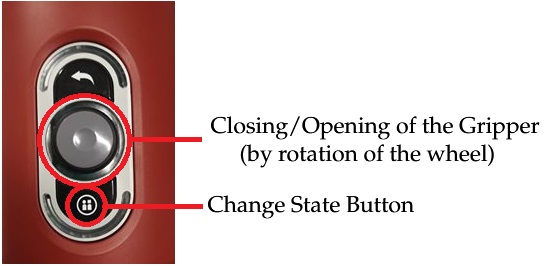 Closing/Opening of the Gripper
(by rotation of the wheel)
Change State Button